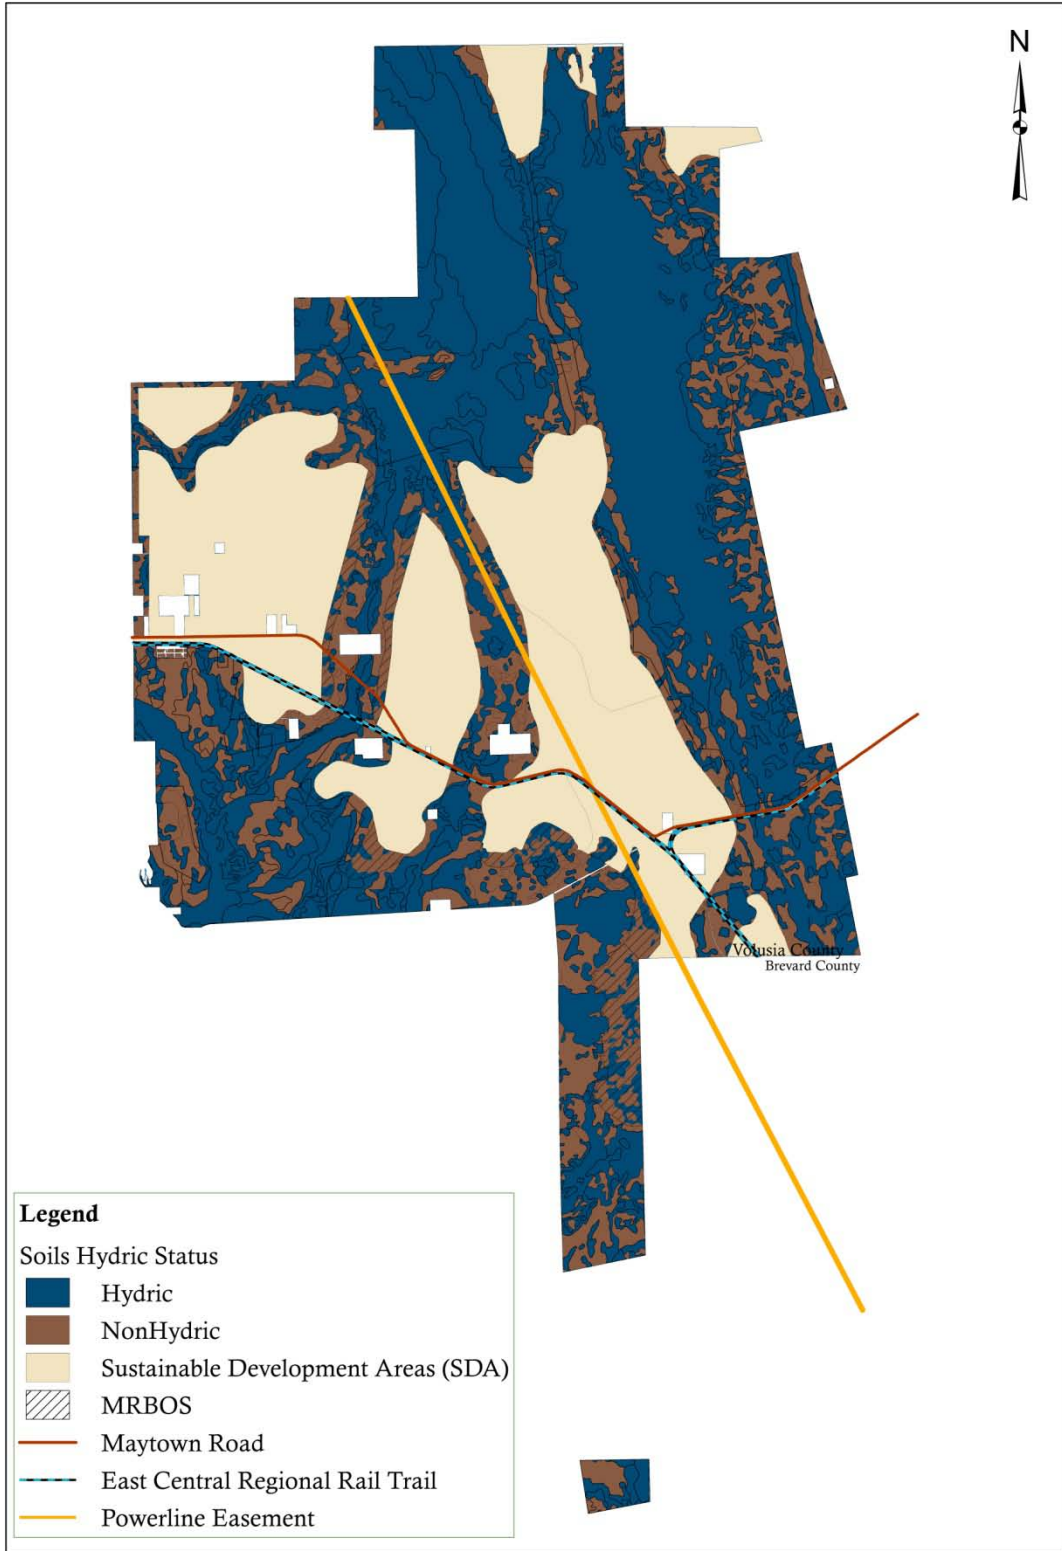 N
Volusia County
Brevard County
Legend
Soils Hydric Status
Hydric
NonHydric
Sustainable Development Areas (SDA)
MRBOS
Maytown Road
East Central Regional Rail Trail
Powerline Easement